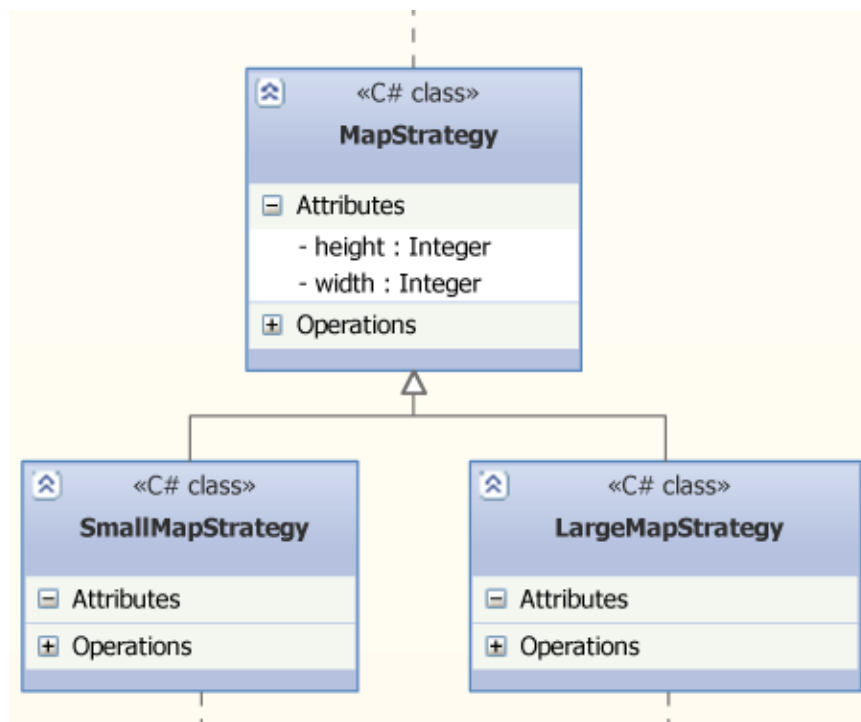 «C# class»
MapStrategy
Attributes
- height : Integer
- width : Integer
Operations
«C# class»
SmallMapStrategy
Attributes
Operations
«C# class»
LargeMapStrategy
Attributes
Operations